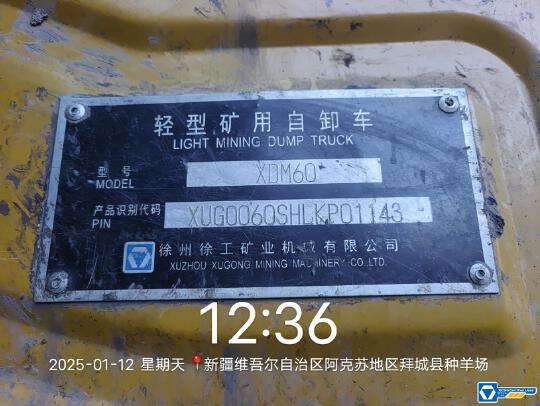 轻型矿用自卸车
LIGHT MINING DUMP TRUCK
型号 XDM60
MODEL
产品识别代码 XUG0060SHLKP01143
PIN
徐州徐工矿业机械有限公司
XUZHOU XUGONG MINING MACHINERY CO.,LTD.
12:36
2025-01-12 星期天 📍新疆维吾尔自治区阿克苏地区拜城县种羊场